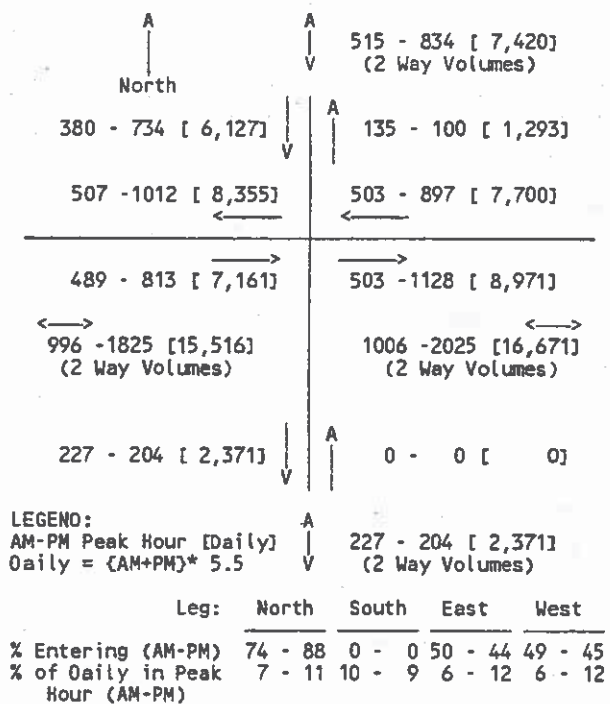 A A
515 - 834 [ 7,420]
V (2 Way Volumes)
North
A
380 - 734 [ 6,127] 135 - 100 [ 1,293]
V
507 -1012 [ 8,355] 503 - 897 [ 7,700]
<---- <----
----> ---->
489 - 813 [ 7,161] 503 -1128 [ 8,971]
<----> <---->
996 -1825 [15,516] 1006 -2025 [16,671]
(2 Way Volumes) (2 Way Volumes)
A
227 - 204 [ 2,371] 0 - 0 [ 0]
V
LEGEND: A
AM-PM Peak Hour [Daily] 227 - 204 [ 2,371]
Daily = {AM+PM}* 5.5 V (2 Way Volumes)
Leg: North South East West
% Entering (AM-PM) 74 - 88 0 - 0 50 - 44 49 - 45
% of Daily in Peak 7 - 11 10 - 9 6 - 12 6 - 12
Hour (AM-PM)